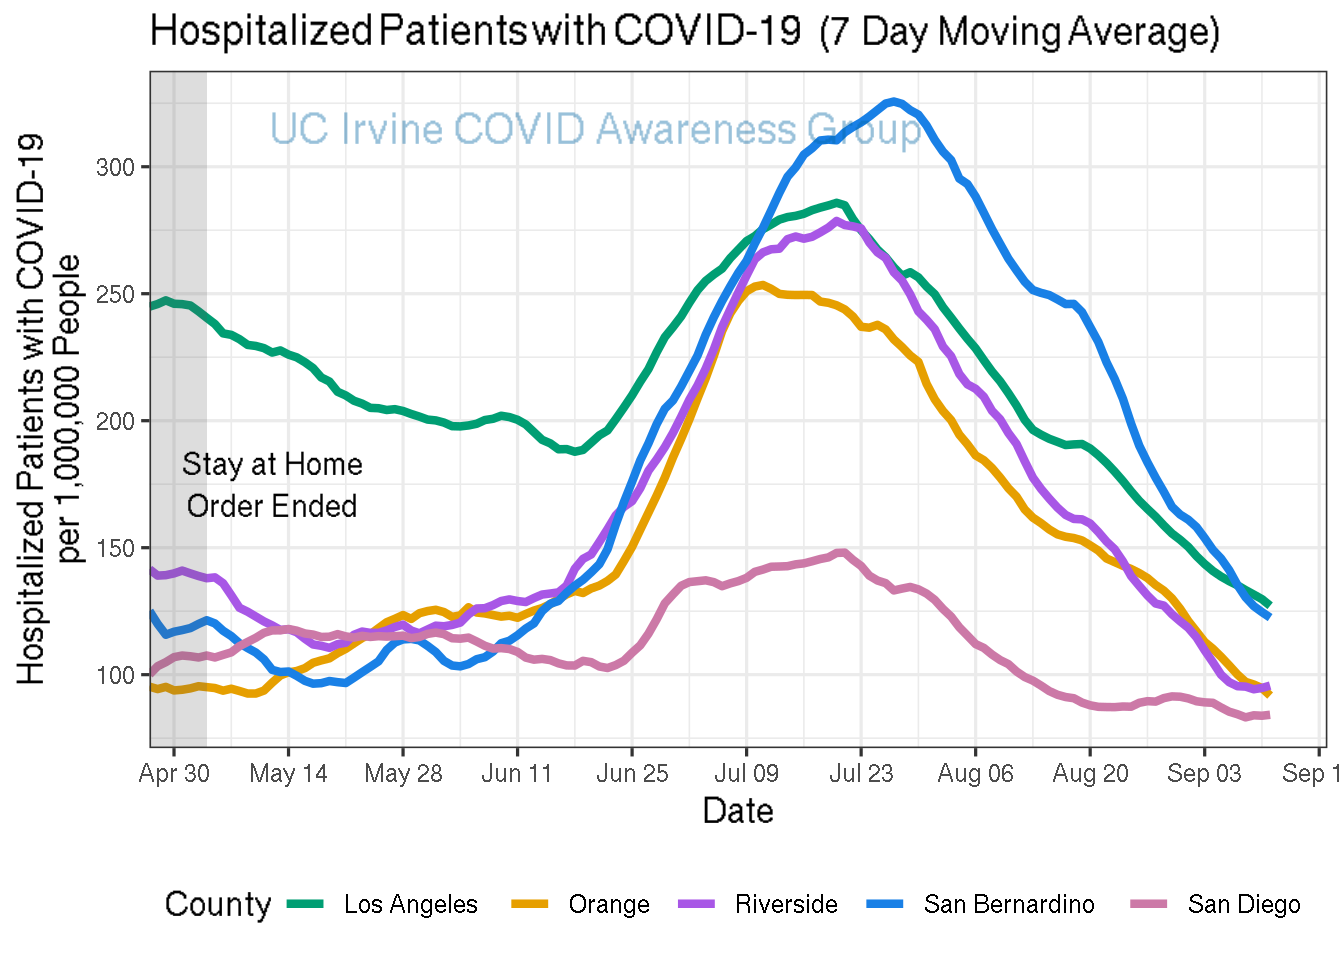 Hospitalized Patients with COVID-19 (7 Day Moving Average)
UC Irvine COVID Awareness Group
Hospitalized Patients with COVID-19
per 1,000,000 People
300
250
200
150
100
Stay at Home
Order Ended
Apr 30 May 14 May 28 Jun 11 Jun 25 Jul 09 Jul 23 Aug 06 Aug 20 Sep 03 Sep 1
Date
County Los Angeles Orange Riverside San Bernardino San Diego